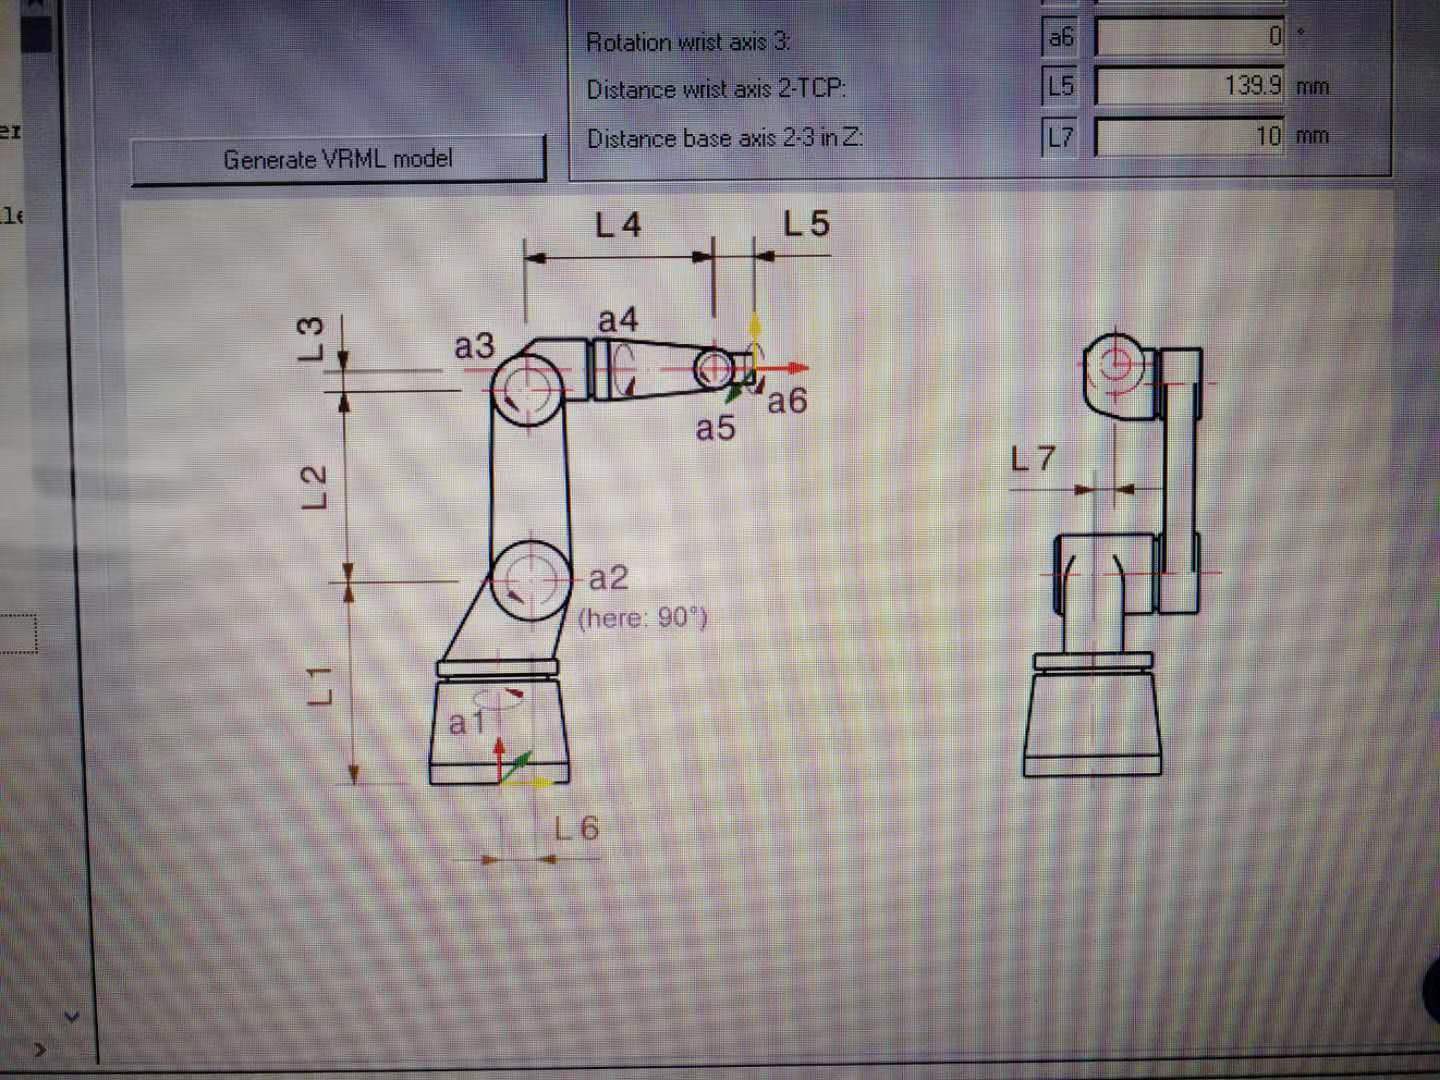 Rotation wrist axis 3: a6 0 °
Distance wrist axis 2-TCP: L5 139.9 mm
Distance base axis 2-3 in Z: L7 10 mm
Generate VRML model
L4
L5
L3
a3
a4
a6
a5
L2
L7
a2
(here: 90°)
L1
a1
L6